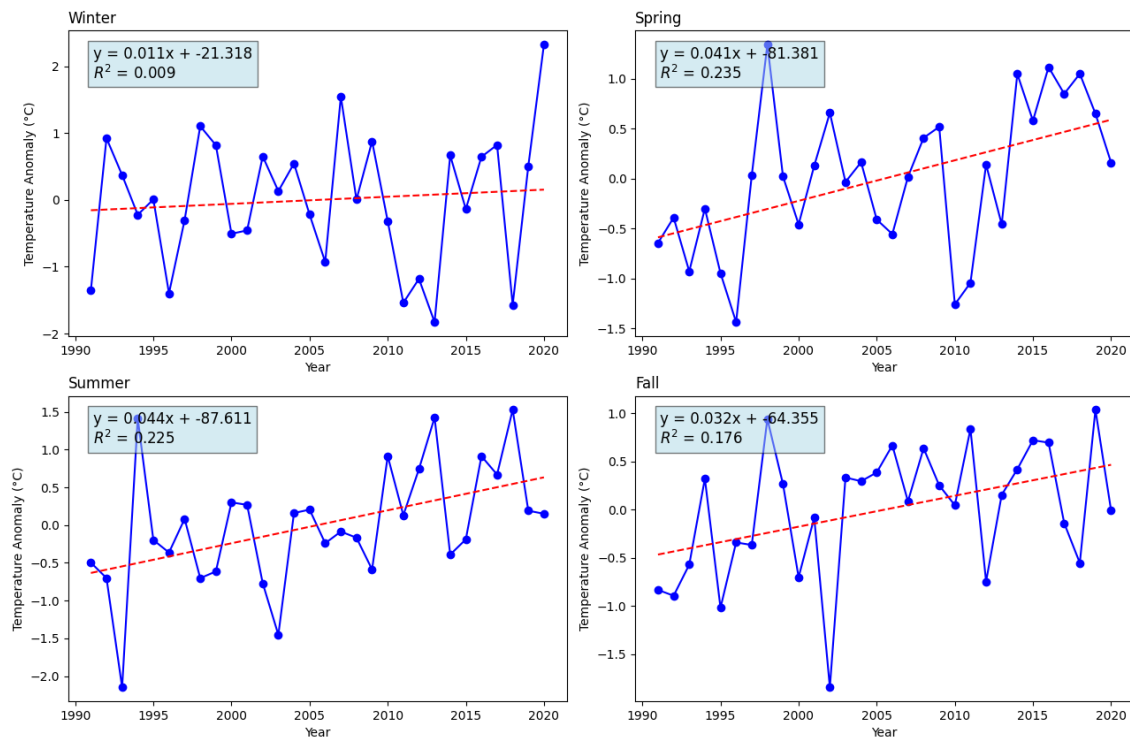 Winter
y = 0.011x + -21.318
R² = 0.009
Temperature Anomaly (°C)
2
1
0
−1
−2
1990 1995 2000 2005 2010 2015 2020
Year
Spring
y = 0.041x + -81.381
R² = 0.235
Temperature Anomaly (°C)
1.0
0.5
0.0
−0.5
−1.0
−1.5
1990 1995 2000 2005 2010 2015 2020
Year
Summer
y = 0.044x + -87.611
R² = 0.225
Temperature Anomaly (°C)
1.5
1.0
0.5
0.0
−0.5
−1.0
−1.5
−2.0
1990 1995 2000 2005 2010 2015 2020
Year
Fall
y = 0.032x + -64.355
R² = 0.176
Temperature Anomaly (°C)
1.0
0.5
0.0
−0.5
−1.0
−1.5
1990 1995 2000 2005 2010 2015 2020
Year